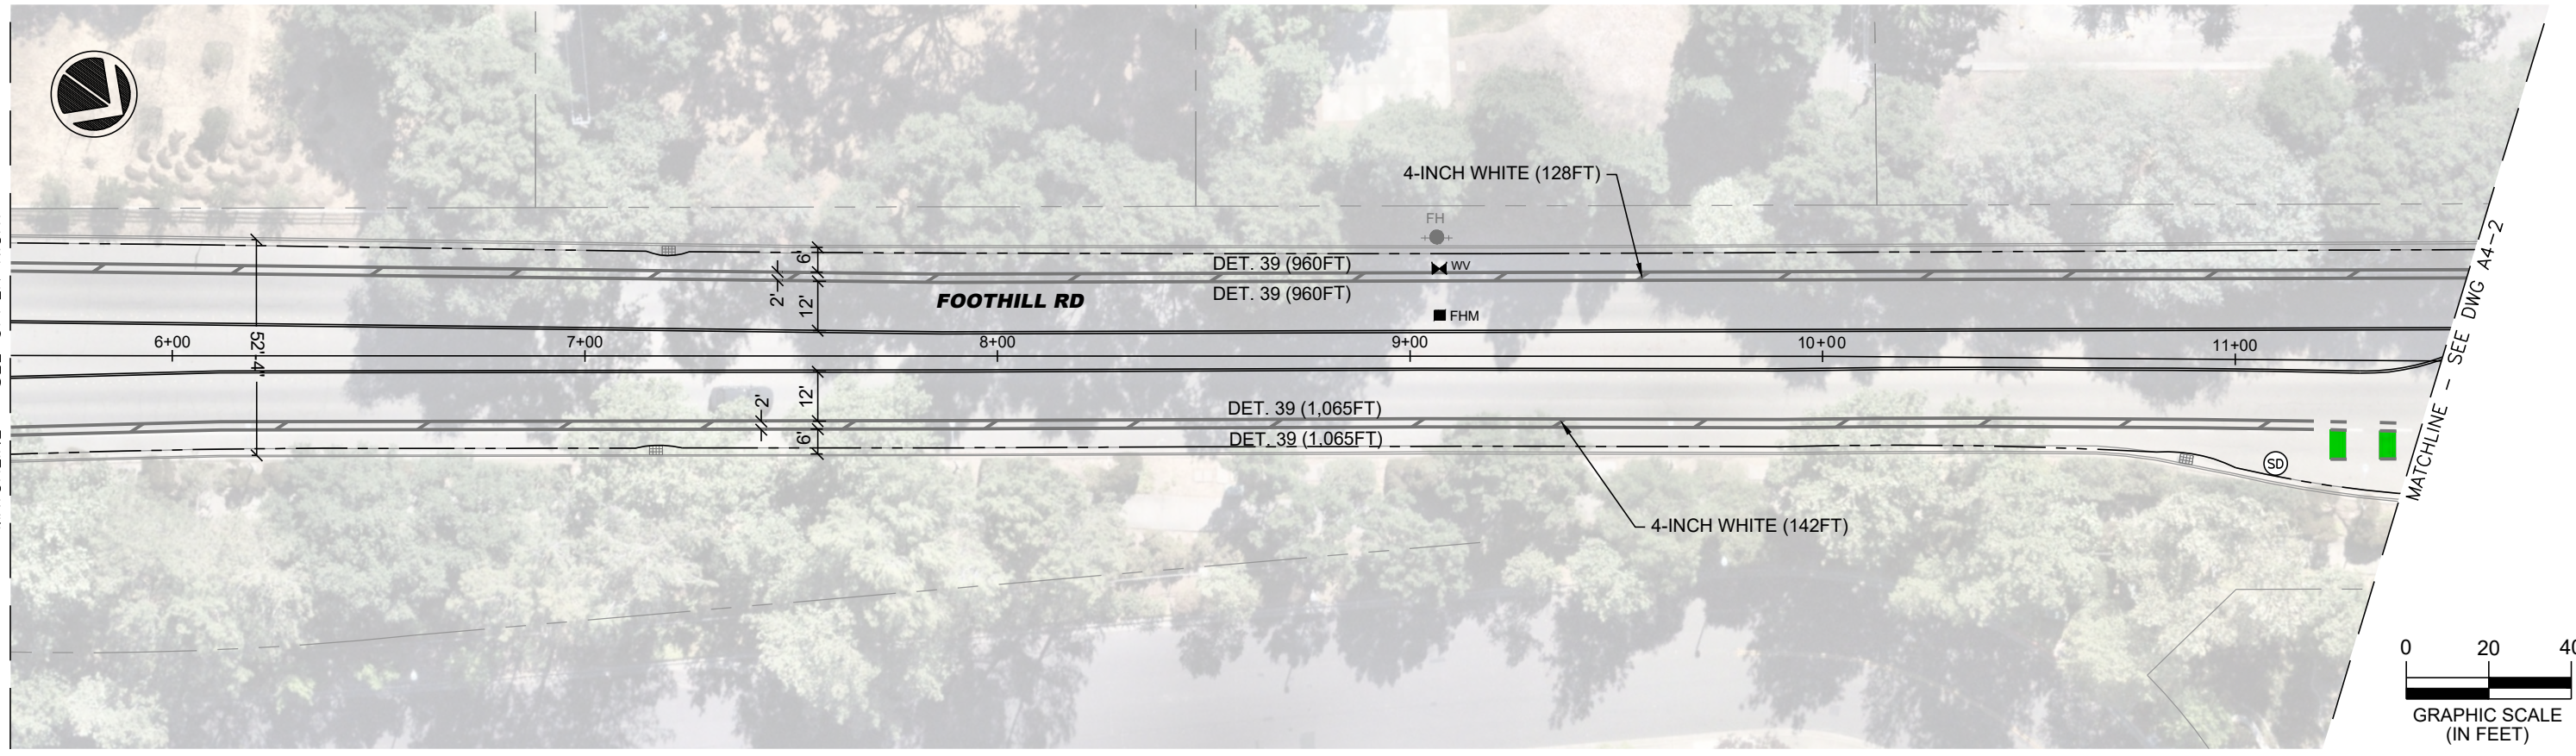 4-INCH WHITE (128FT)
FH
DET. 39 (960FT)
WV
6'
2'
12'
FOOTHILL RD
DET. 39 (960FT)
FHM
6+00
7+00
8+00
9+00
10+00
11+00
52'-4"
12'
2'
6'
DET. 39 (1,065FT)
DET. 39 (1,065FT)
SD
4-INCH WHITE (142FT)
MATCHLINE - SEE DWG A4-2
0 20 40
GRAPHIC SCALE
(IN FEET)